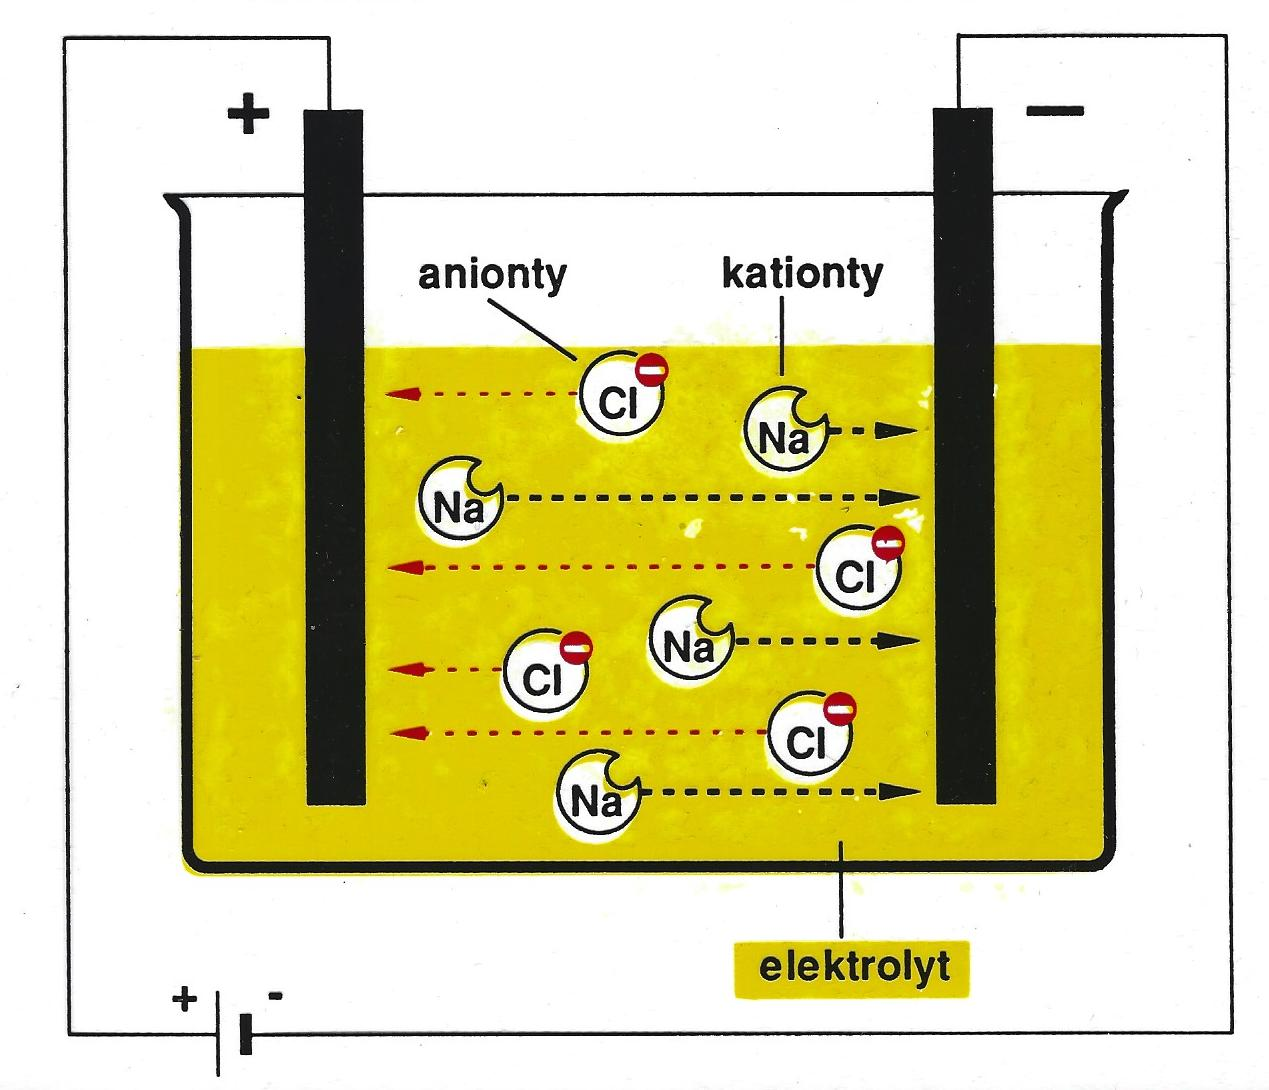 +
—
anionty
kationty
Cl
Na
Na
Cl
Na
Cl
Cl
Na
elektrolyt
+ -